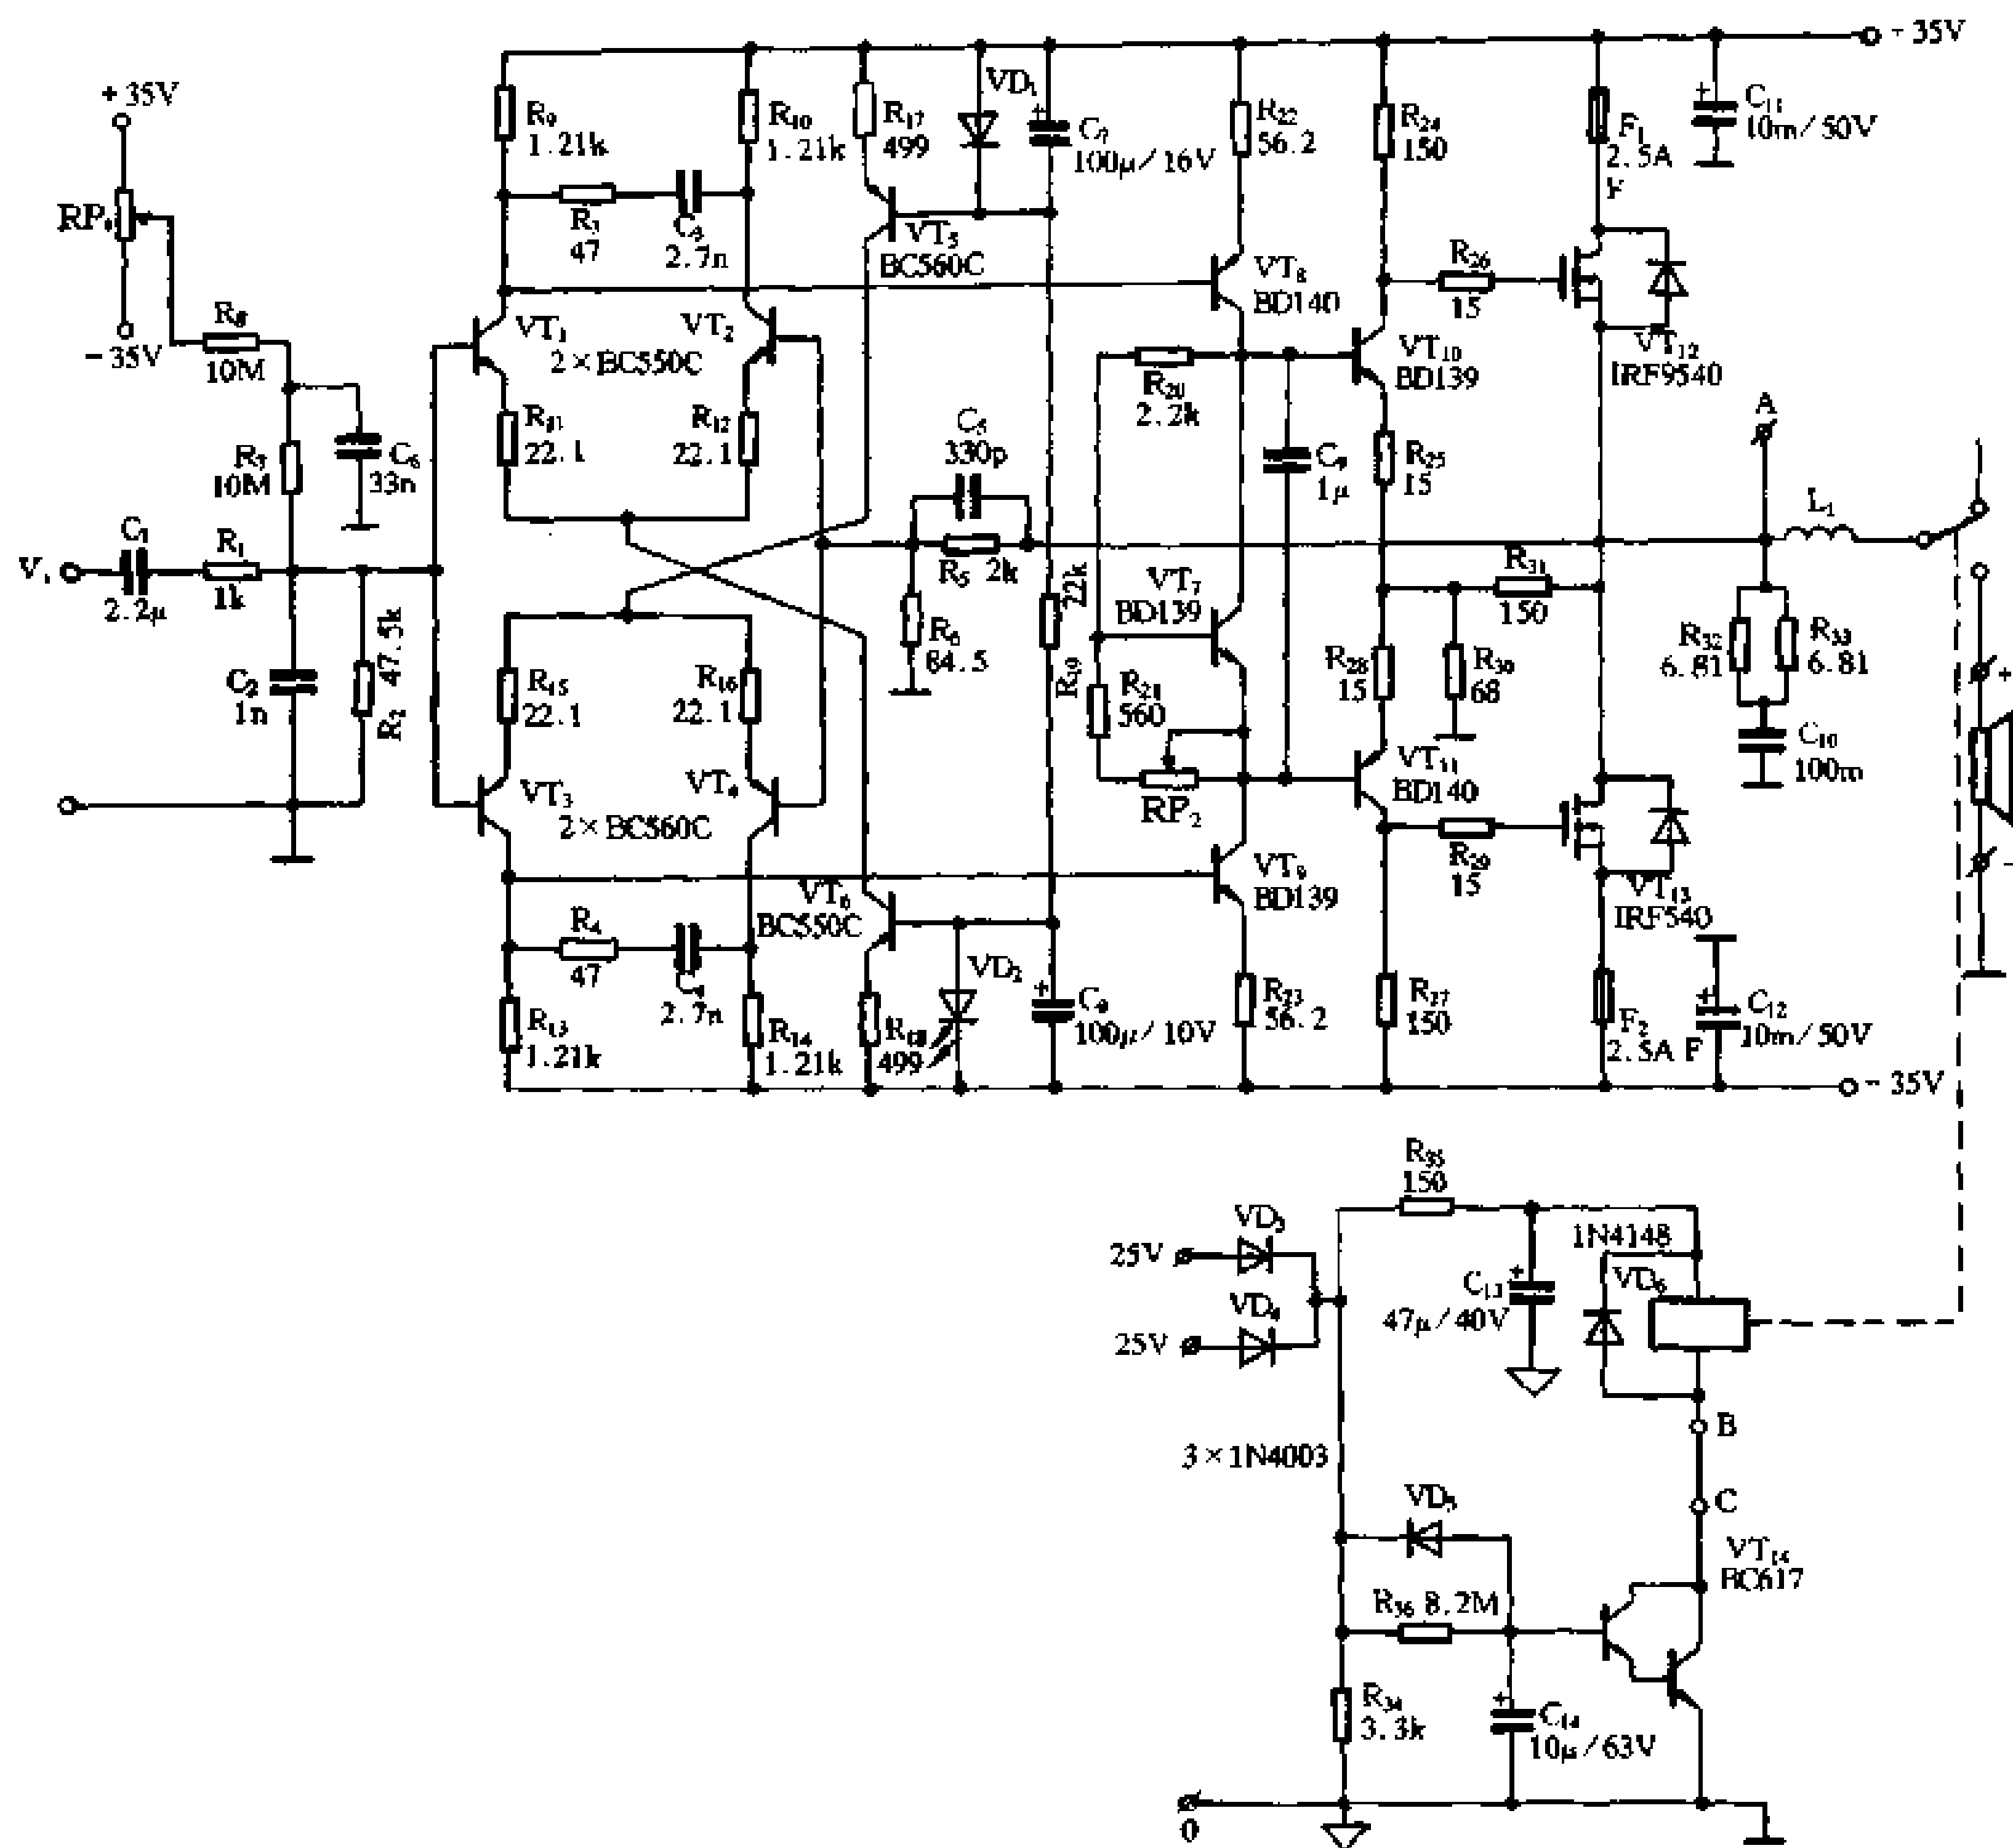 + 35V
- 35V
RP₁
R₈
10M
R₇
10M
C₆
33n
C₁
2.2μ
R₁
1k
C₂
1n
R₂ 47.5k
R₉
1.21k
R₁₀
1.21k
R₃
47
2.7n
VT₁
VT₂
2×BC550C
R₁₁
22.1
R₁₂
22.1
R₁₇
499
VD₁
C₇
100μ/16V
VT₅
BC560C
C₅
330p
R₅ 2k
R₆
84.5
R₁₅
22.1
R₁₆
22.1
VT₃
VT₄
2×BC560C
R₄
47
C₄
2.7n
R₁₃
1.21k
R₁₄
1.21k
VT₆
BC550C
R₁₈
499
VD₂
100μ/10V
R₁₉
22k
R₂₂
56.2
VT₈
BD140
R₂₀
2.2k
C₉
1μ
VT₇
BD139
R₂₁
560
RP₂
VT₉
BD139
R₂₃
56.2
R₂₄
150
VT₁₀
BD139
R₂₅
15
R₂₆
15
R₂₈
15
R₃₀
68
R₃₁
150
VT₁₁
BD140
R₂₉
15
R₂₇
150
F₁
2.5A
F
VT₁₂
IRF9540
VT₁₃
IRF540
F₂
2.5A F
C₁₁
10m/50V
C₁₂
10m/50V
35V
- 35V
A
L₁
R₃₂
6.81
R₃₃
6.81
C₁₀
100m
+
-
25V
VD₃
25V
VD₄
R₃₅
150
C₁₃
47μ/40V
1N4148
VD₆
B
C
3×1N4003
VD₅
R₃₆ 8.2M
VT₁₄
BC617
R₃₄
3.3k
C₁₄
10μ/63V
0